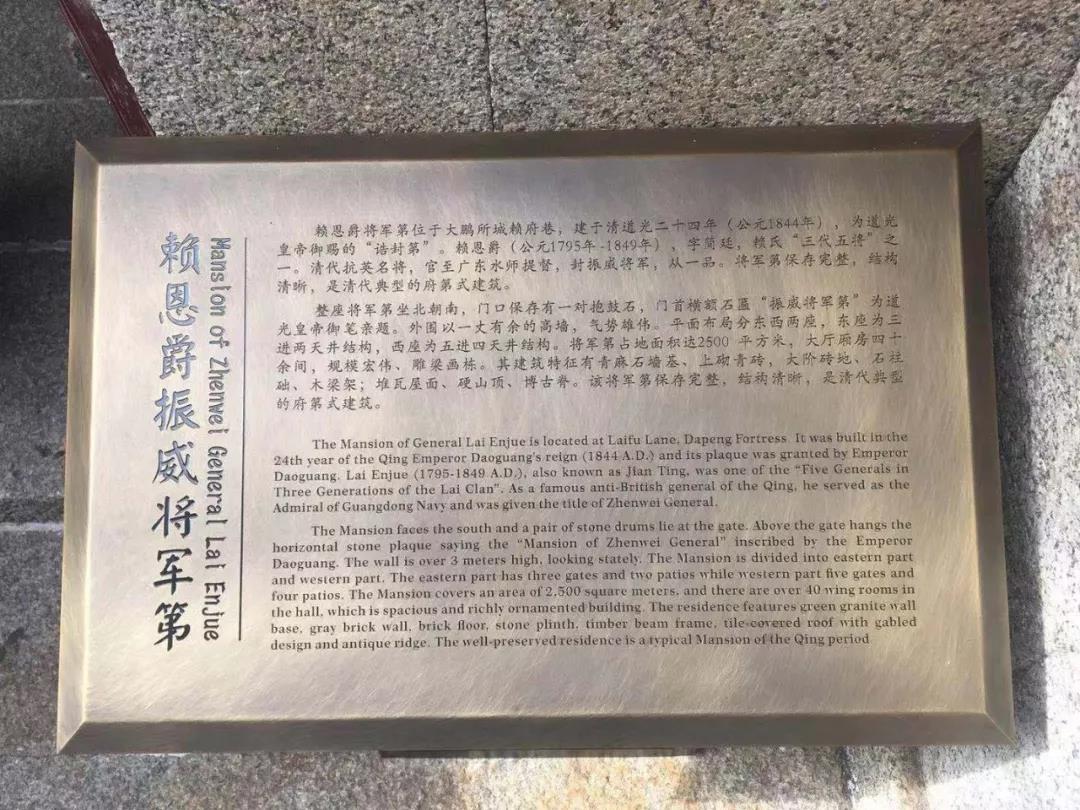 赖恩爵振威将军第
Mansion of Zhenwei General Lai Enjue
赖恩爵将军第位于大鹏所城赖府巷，建于清道光二十四年（公元1844年），为道光
皇帝御赐的“诰封第”。赖恩爵（公元1795年-1849年），字简廷，赖氏“三代五将”之
一。清代抗英名将，官至广东水师提督，封振威将军，从一品。将军第保存完整，结构
清晰，是清代典型的府第式建筑。
整座将军第坐北朝南，门口保存有一对抱鼓石，门首横额石匾“振威将军第”为道
光皇帝御笔亲题。外围以一丈有余的高墙，气势雄伟。平面布局分东西两座，东座为三
进两天井结构，西座为五进四天井结构。将军第占地面积达2500 平方米，大厅厢房四十
余间，规模宏伟、雕梁画栋。其建筑特征有青麻石墙基、上砌青砖、大阶砖地、石柱
础、木梁架；堆瓦屋面、硬山顶、博古脊。该将军第保存完整，结构清晰，是清代典型
的府第式建筑。
The Mansion of General Lai Enjue is located at Laifu Lane, Dapeng Fortress. It was built in the
24th year of the Qing Emperor Daoguang's reign (1844 A.D.) and its plaque was granted by Emperor
Daoguang. Lai Enjue (1795-1849 A.D.), also known as Jian Ting, was one of the “Five Generals in
Three Generations of the Lai Clan”. As a famous anti-British general of the Qing, he served as the
Admiral of Guangdong Navy and was given the title of Zhenwei General.
The Mansion faces the south and a pair of stone drums lie at the gate. Above the gate hangs the
horizontal stone plaque saying the “Mansion of Zhenwei General” inscribed by the Emperor
Daoguang. The wall is over 3 meters high, looking stately. The Mansion is divided into eastern part
and western part. The eastern part has three gates and two patios while western part five gates and
four patios. The Mansion covers an area of 2,500 square meters, and there are over 40 wing rooms in
the hall, which is spacious and richly ornamented building. The residence features green granite wall
base, gray brick wall, brick floor, stone plinth, timber beam frame, tile-covered roof with gabled
design and antique ridge. The well-preserved residence is a typical Mansion of the Qing period